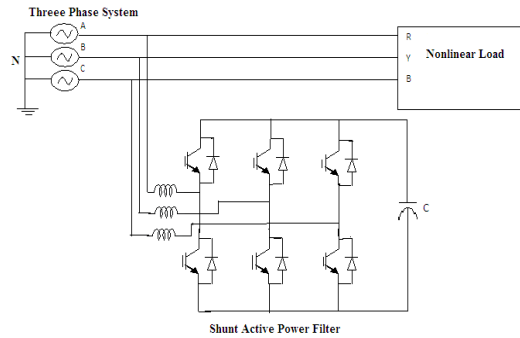 Threee Phase System
A
B
C
N
R
Y
B
Nonlinear Load
C
Shunt Active Power Filter